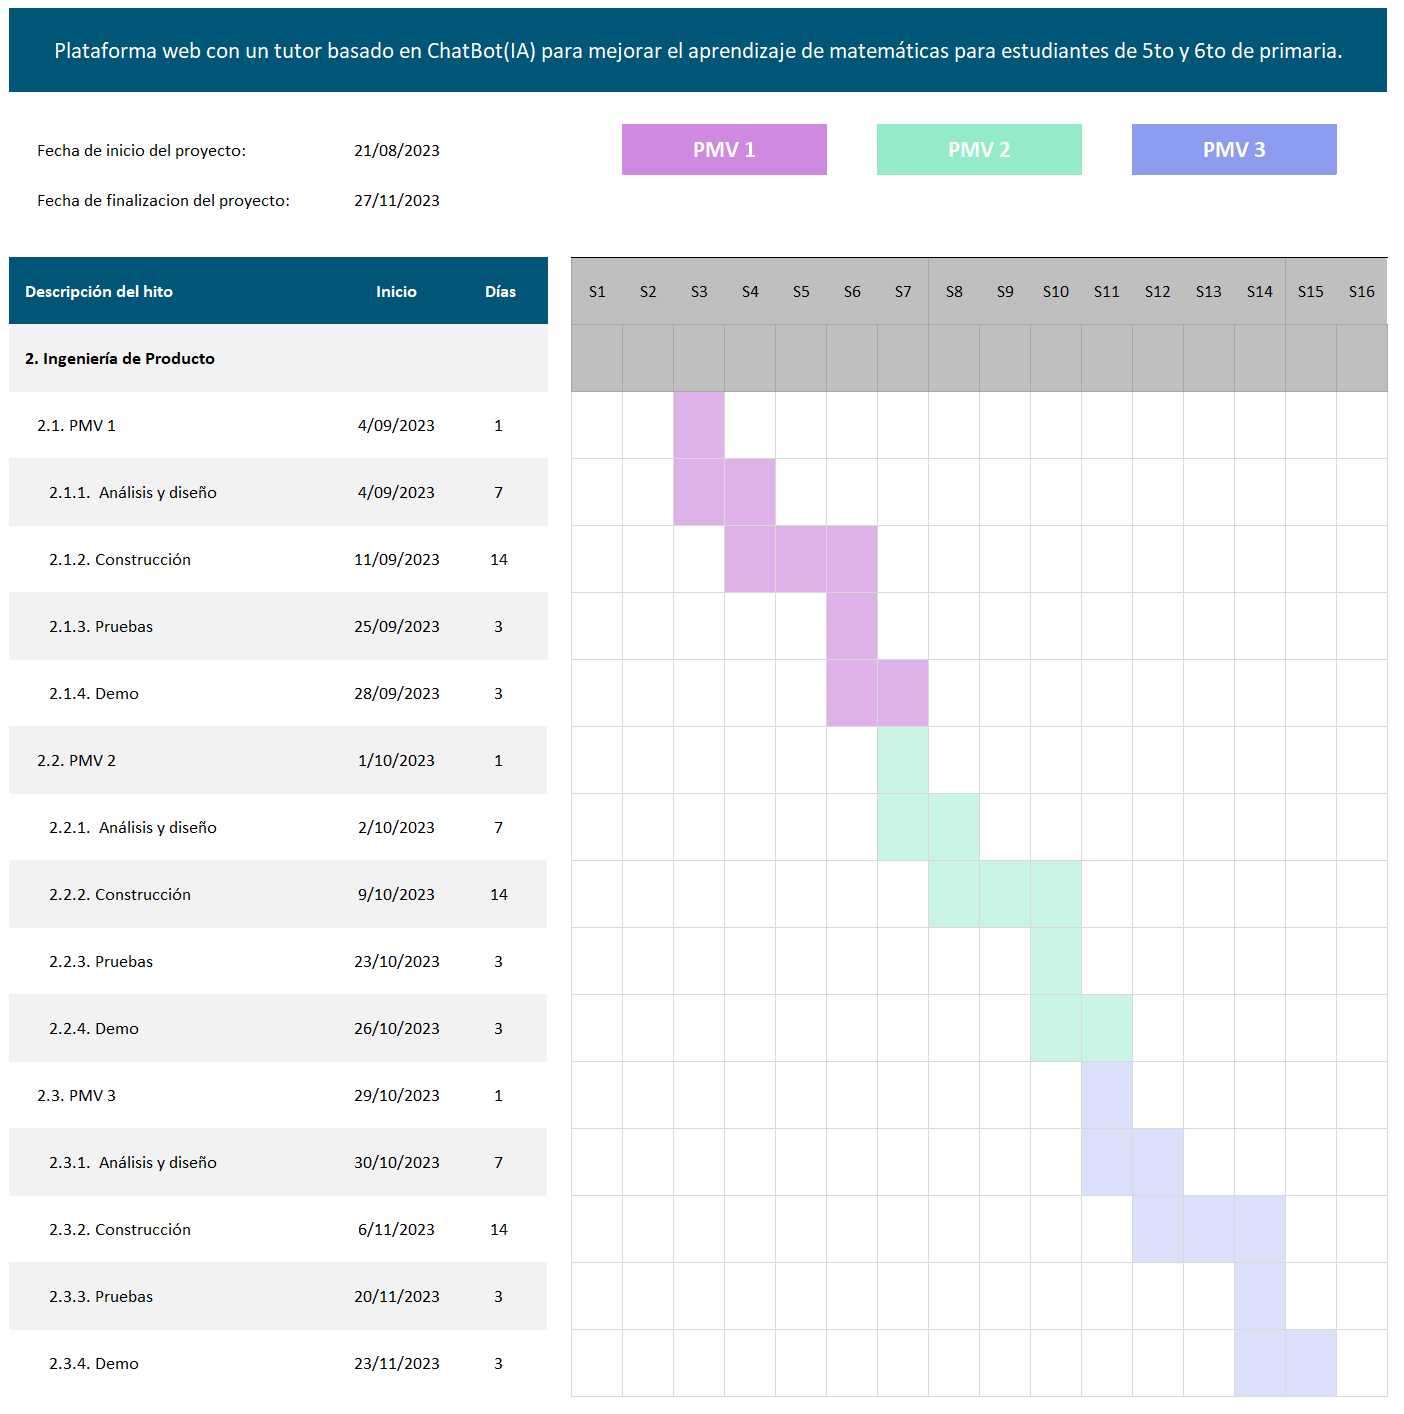 Plataforma web con un tutor basado en ChatBot(IA) para mejorar el aprendizaje de matemáticas para estudiantes de 5to y 6to de primaria.
Fecha de inicio del proyecto: 21/08/2023
PMV 1 PMV 2 PMV 3
Fecha de finalizacion del proyecto: 27/11/2023
Descripción del hito Inicio Días S1 S2 S3 S4 S5 S6 S7 S8 S9 S10 S11 S12 S13 S14 S15 S16
2. Ingeniería de Producto
2.1. PMV 1 4/09/2023 1
2.1.1. Análisis y diseño 4/09/2023 7
2.1.2. Construcción 11/09/2023 14
2.1.3. Pruebas 25/09/2023 3
2.1.4. Demo 28/09/2023 3
2.2. PMV 2 1/10/2023 1
2.2.1. Análisis y diseño 2/10/2023 7
2.2.2. Construcción 9/10/2023 14
2.2.3. Pruebas 23/10/2023 3
2.2.4. Demo 26/10/2023 3
2.3. PMV 3 29/10/2023 1
2.3.1. Análisis y diseño 30/10/2023 7
2.3.2. Construcción 6/11/2023 14
2.3.3. Pruebas 20/11/2023 3
2.3.4. Demo 23/11/2023 3